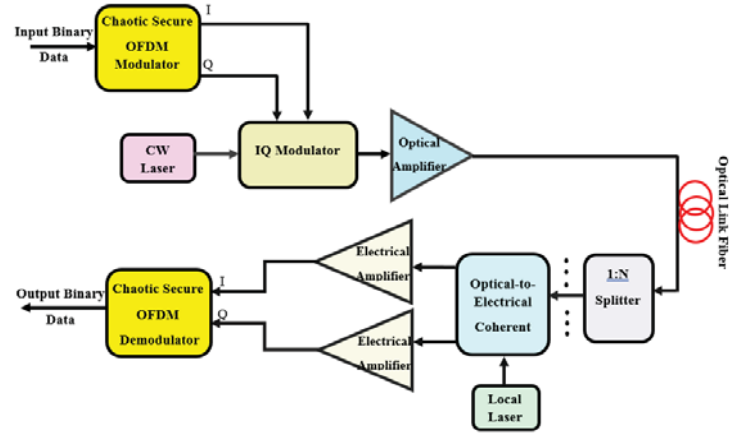 Input Binary
Data
Chaotic Secure
OFDM
Modulator
I
Q
CW
Laser
IQ Modulator
Optical
Amplifier
Optical Link Fiber
1:N
Splitter
Optical-to-
Electrical
Coherent
Local
Laser
Electrical
Amplifier
Electrical
Amplifier
I
Q
Chaotic Secure
OFDM
Demodulator
Output Binary
Data